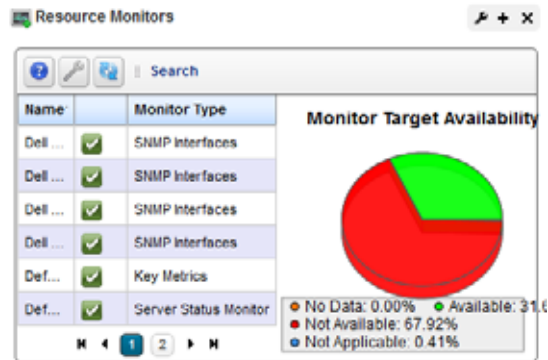 Resource Monitors
Search
Name
Monitor Type
Dell ...
SNMP Interfaces
Dell ...
SNMP Interfaces
Dell ...
SNMP Interfaces
Dell ...
SNMP Interfaces
Def...
Key Metrics
Def...
Server Status Monitor
1 2
Monitor Target Availability
No Data: 0.00% Available: 31.6
Not Available: 67.92%
Not Applicable: 0.41%